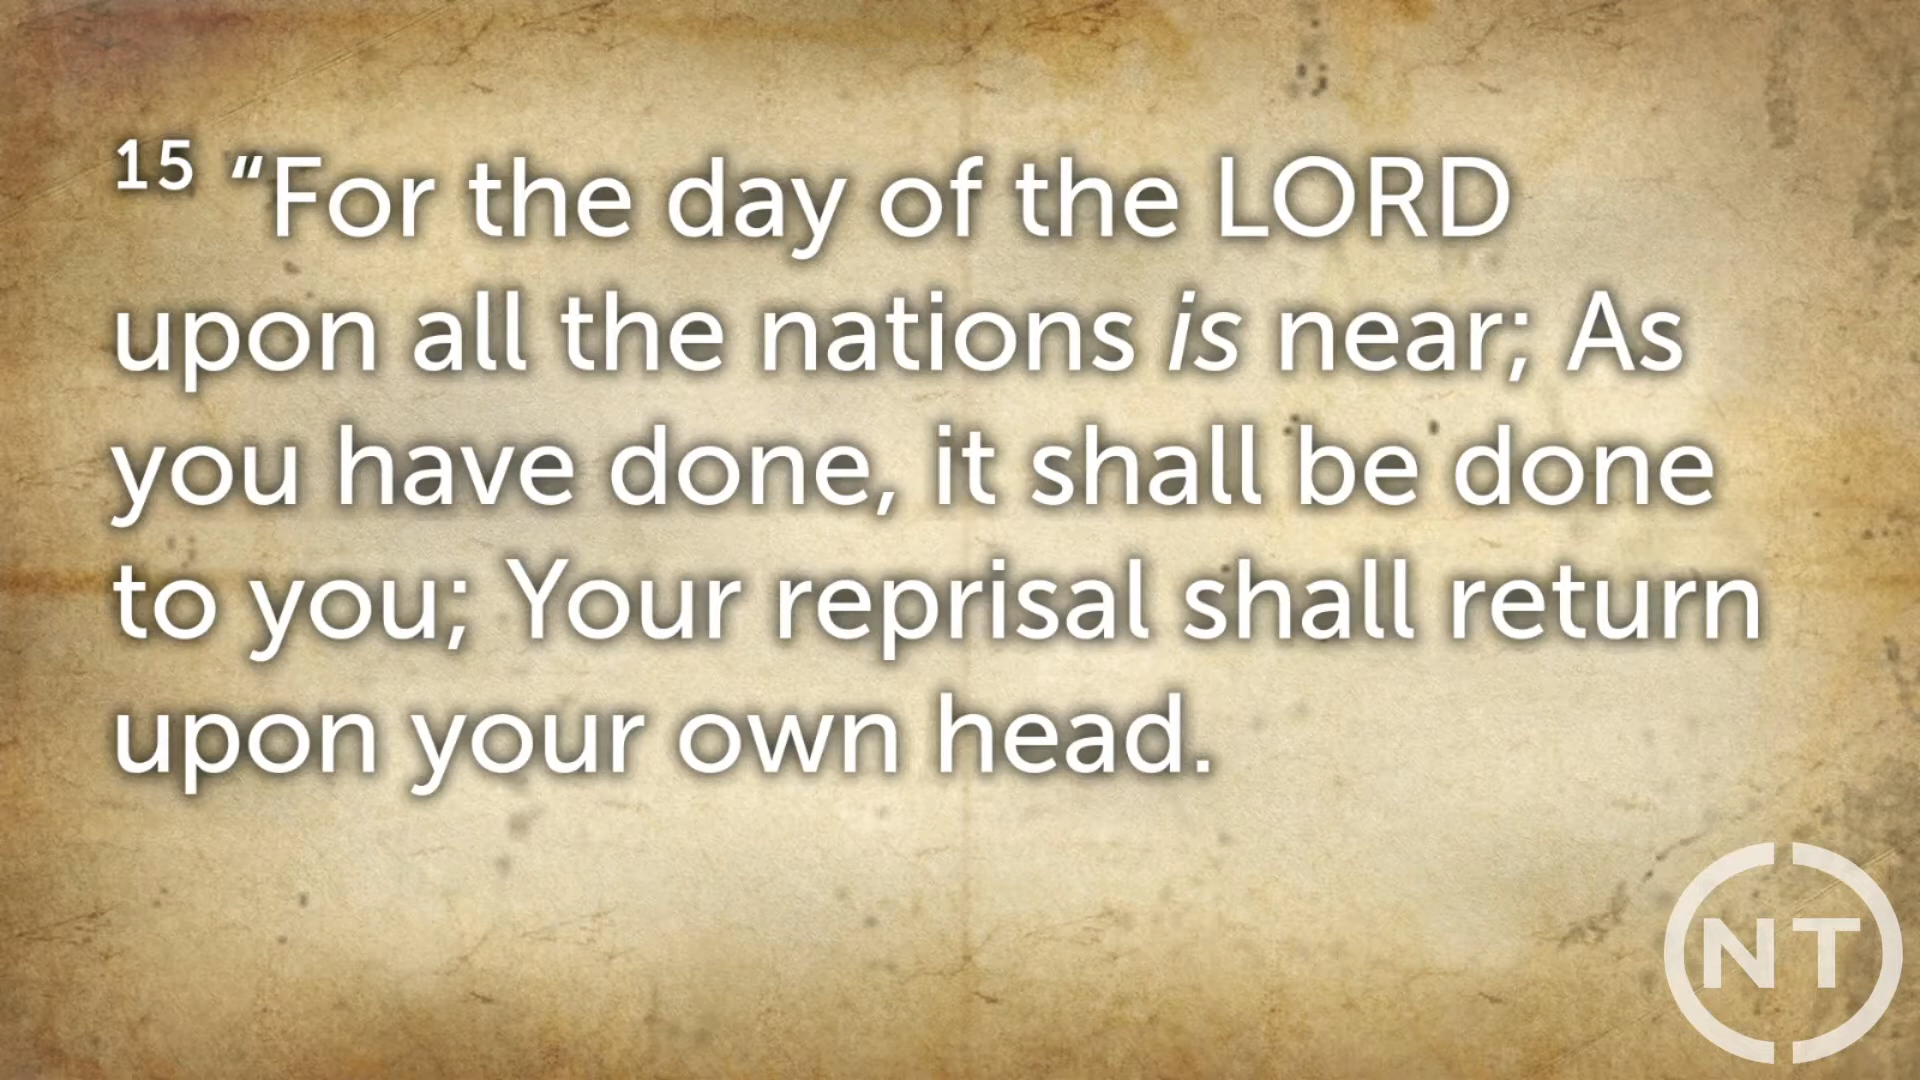 15 “For the day of the LORD
upon all the nations is near; As
you have done, it shall be done
to you; Your reprisal shall return
upon your own head.
NT